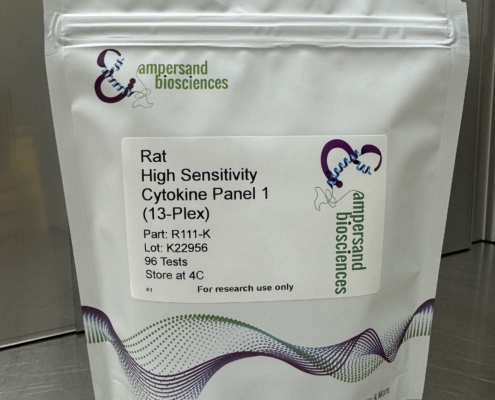 ampersand
biosciences
Rat
High Sensitivity
Cytokine Panel 1
(13-Plex)
Part: R111-K
Lot: K22956
96 Tests
Store at 4C
For research use only
ampersand
biosciences
& More